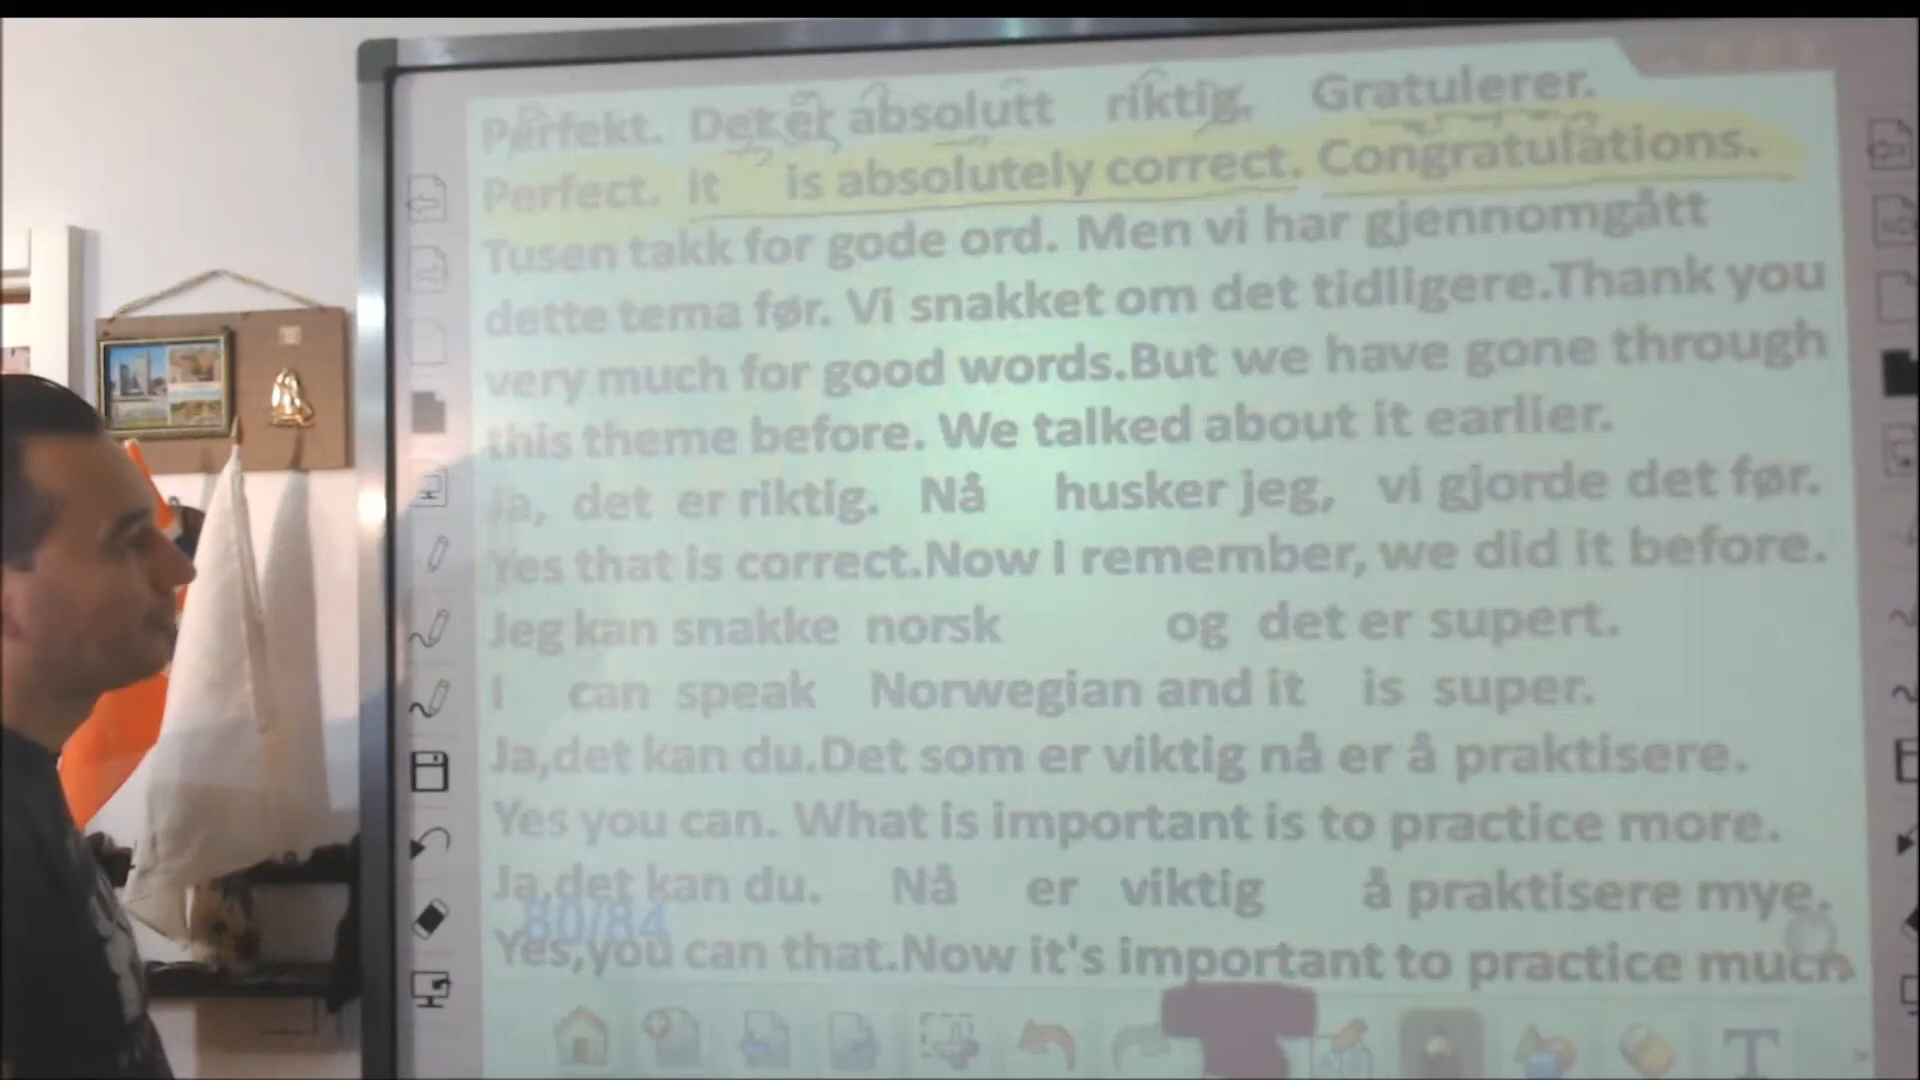 Perfekt. Det er absolutt riktig. Gratulerer.
Perfect. it is absolutely correct. Congratulations.
Tusen takk for gode ord. Men vi har gjennomgått
dette tema før. Vi snakket om det tidligere.Thank you
very much for good words.But we have gone through
this theme before. We talked about it earlier.
Ja, det er riktig. Nå husker jeg, vi gjorde det før.
Yes that is correct.Now I remember, we did it before.
Jeg kan snakke norsk og det er supert.
I can speak Norwegian and it is super.
Ja,det kan du.Det som er viktig nå er å praktisere.
Yes you can. What is important is to practice more.
Ja,det kan du. Nå er viktig å praktisere mye.
80/84
Yes,you can that.Now it's important to practice much
T